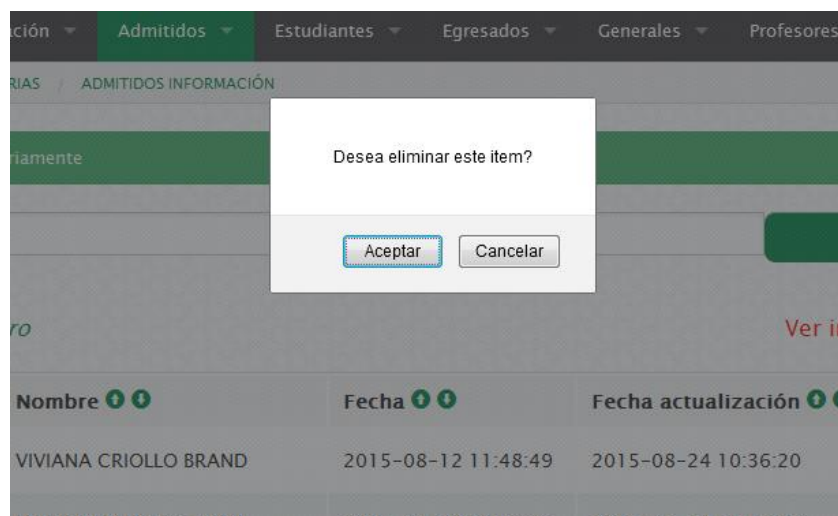 ción Admitidos Estudiantes Egresados Generales Profesores
RIAS / ADMITIDOS INFORMACIÓN
riamente
Desea eliminar este item?
Aceptar Cancelar
ro Ver i
Nombre Fecha Fecha actualización
VIVIANA CRIOLLO BRAND 2015-08-12 11:48:49 2015-08-24 10:36:20